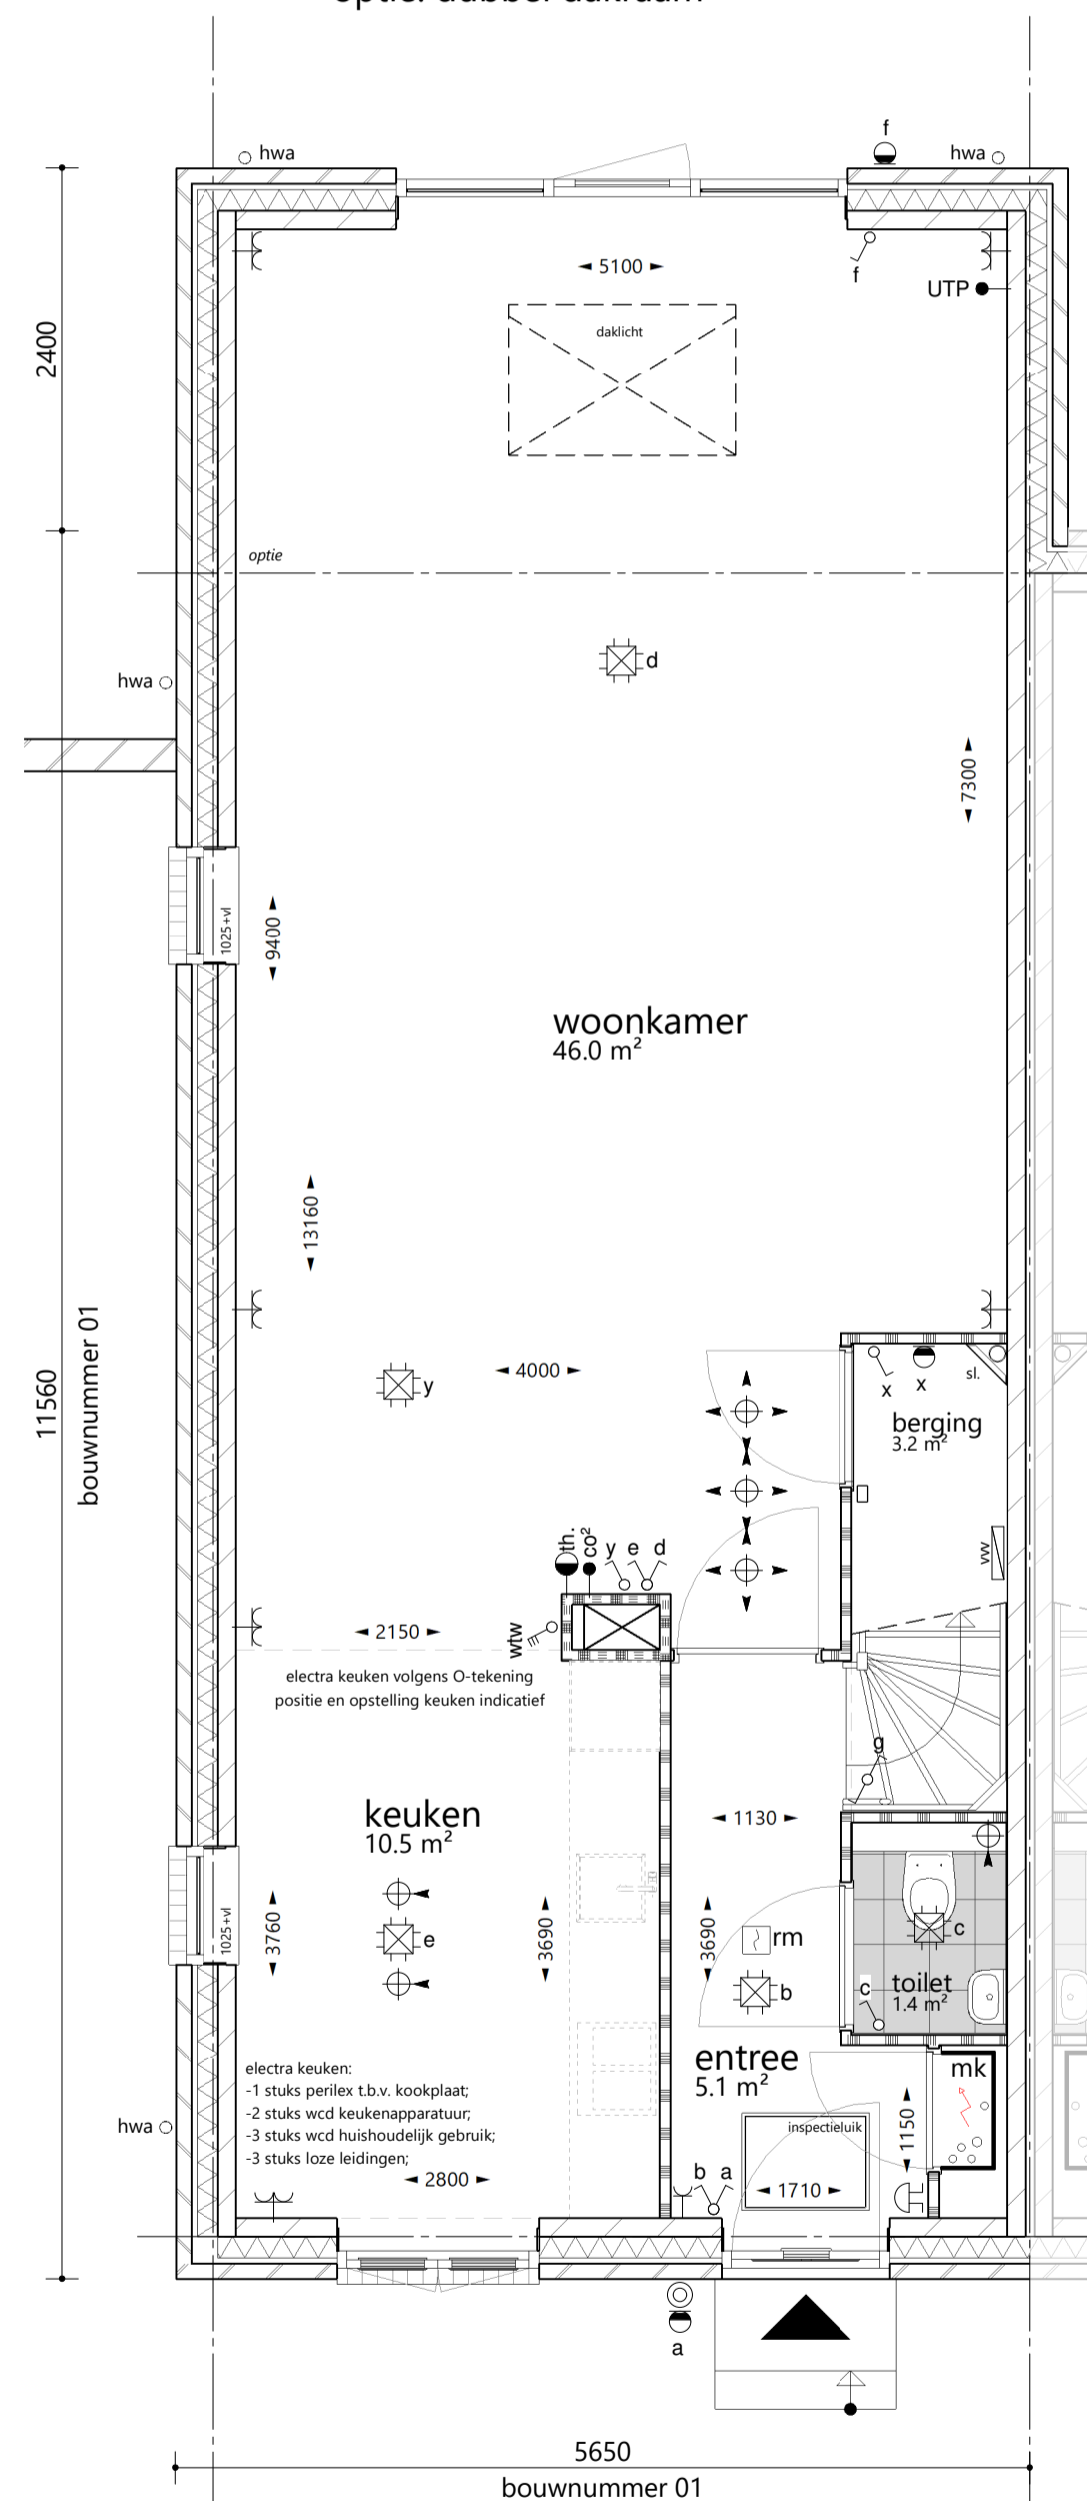 optie: dubbel dakraam
hwa
f
hwa
5100
f
UTP
daklicht
2400
optie
d
hwa
7300
1025+vl
9400
woonkamer
46.0 m²
13160
bouwnummer 01
11560
4000
y
x
x
sl.
berging
3.2 m²
th.
co²
y e d
vw
2150
wtw
electra keuken volgens O-tekening
positie en opstelling keuken indicatief
g
keuken
10.5 m²
1130
1025+vl
3760
e
3690
3690
rm
b
c
c
toilet
1.4 m²
entree
5.1 m²
mk
electra keuken:
-1 stuks perilex t.b.v. kookplaat;
-2 stuks wcd keukenapparatuur;
-3 stuks wcd huishoudelijk gebruik;
-3 stuks loze leidingen;
hwa
inspectieluik
1150
2800
b a
1710
a
5650
bouwnummer 01